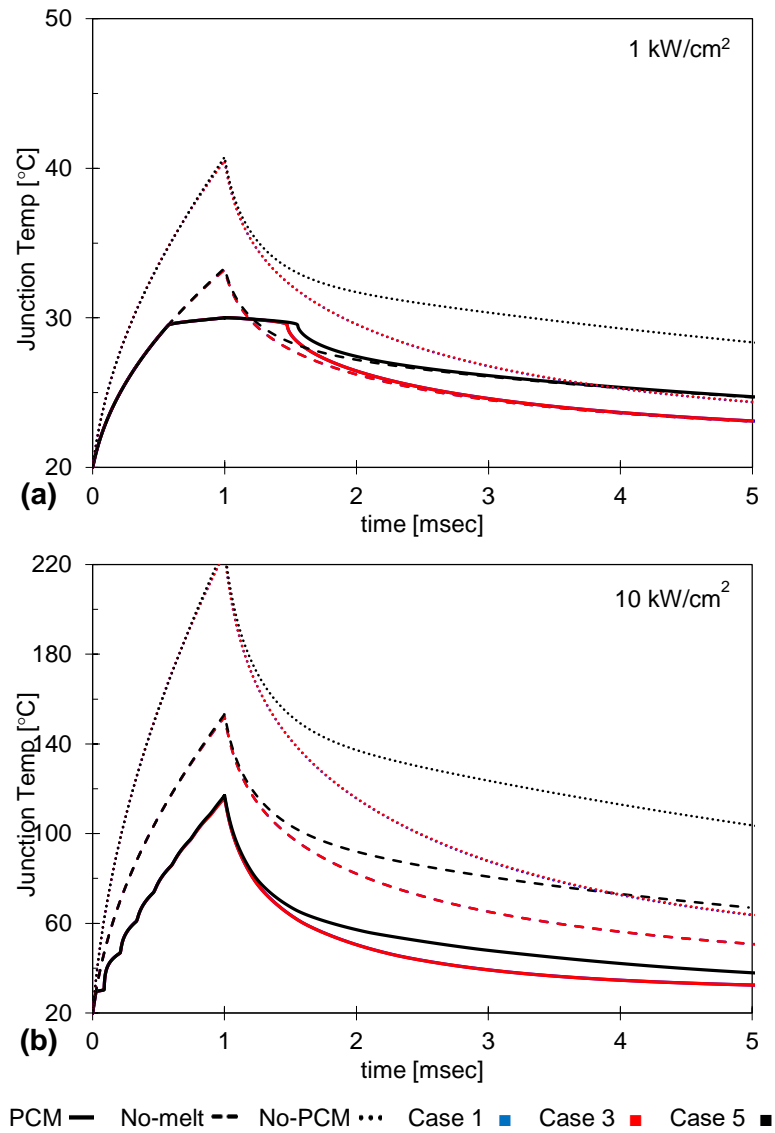 50
1 kW/cm²
40
Junction Temp [°C]
30
20
(a)
0 1 2 3 4 5
time [msec]
220
10 kW/cm²
180
Junction Temp [°C]
140
100
60
20
(b)
0 1 2 3 4 5
time [msec]
PCM No-melt No-PCM Case 1 Case 3 Case 5